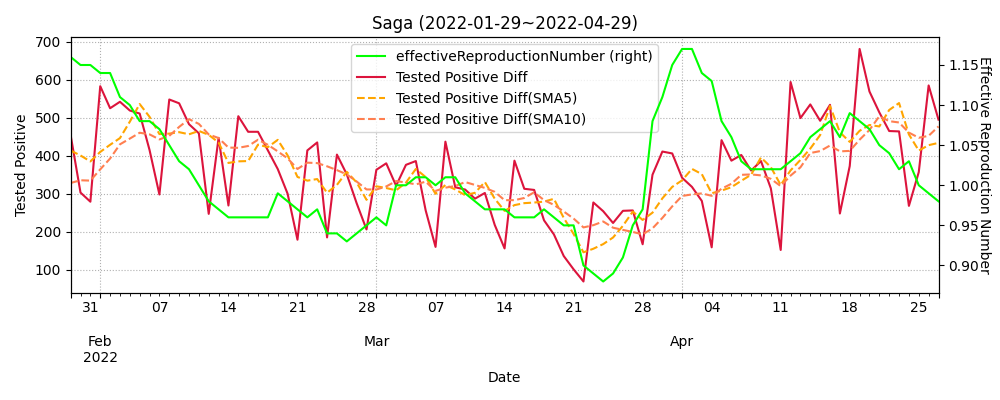 Saga (2022-01-29~2022-04-29)
effectiveReproductionNumber (right)
Tested Positive Diff
Tested Positive Diff(SMA5)
Tested Positive Diff(SMA10)
Tested Positive
700
600
500
400
300
200
100
1.15
1.10
1.05
1.00
0.95
0.90
Effective Reproduction Number
31 07 14 21 28 07 14 21 28 04 11 18 25
Feb Mar Apr
2022
Date